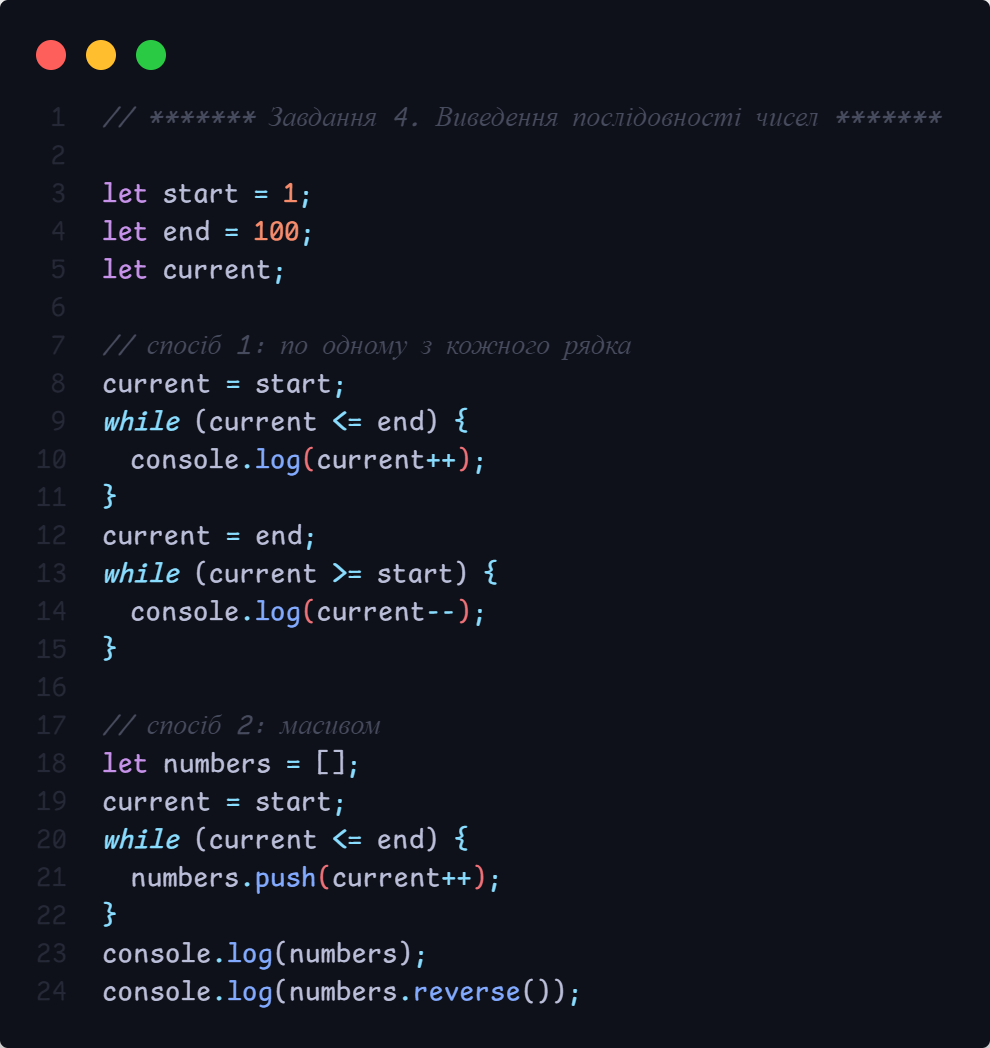 1 // ******* Завдання 4. Виведення послідовності чисел *******
2
3 let start = 1;
4 let end = 100;
5 let current;
6
7 // спосіб 1: по одному з кожного рядка
8 current = start;
9 while (current <= end) {
10   console.log(current++);
11 }
12 current = end;
13 while (current >= start) {
14   console.log(current--);
15 }
16
17 // спосіб 2: масивом
18 let numbers = [];
19 current = start;
20 while (current <= end) {
21   numbers.push(current++);
22 }
23 console.log(numbers);
24 console.log(numbers.reverse());